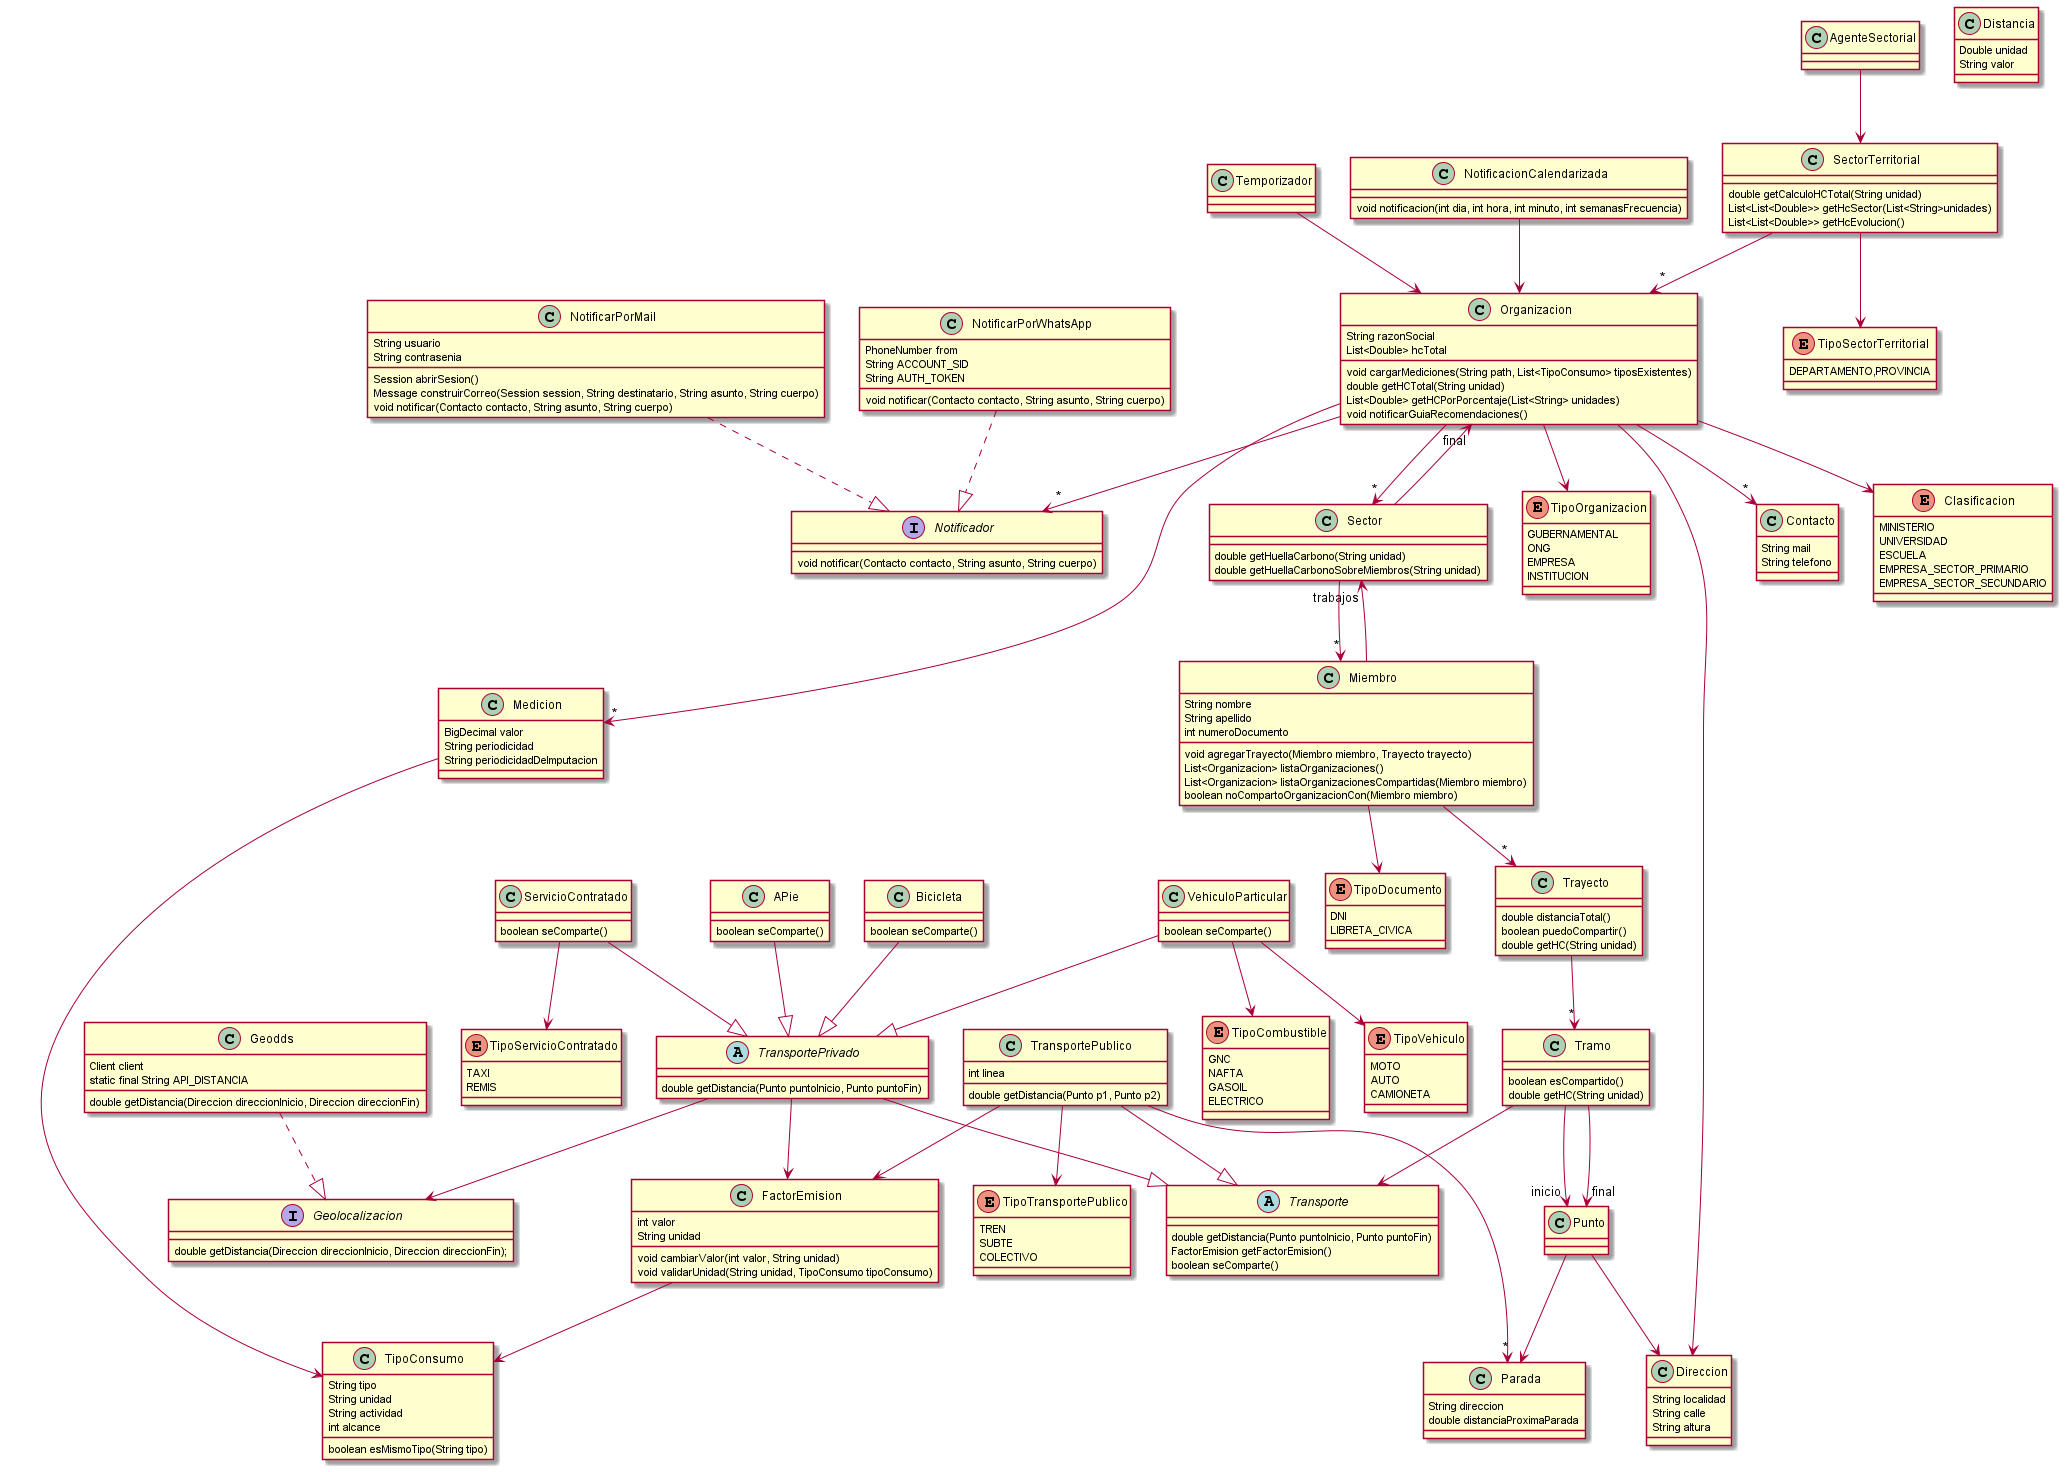 C AgenteSectorial
C Distancia
Double unidad
String valor
C SectorTerritorial
double getCalculoHCTotal(String unidad)
List<List<Double>> getHcSector(List<String>unidades)
List<List<Double>> getHcEvolucion()
C Temporizador
C NotificacionCalendarizada
void notificacion(int dia, int hora, int minuto, int semanasFrecuencia)
*
C NotificarPorMail
String usuario
String contrasenia
Session abrirSesion()
Message construirCorreo(Session session, String destinatario, String asunto, String cuerpo)
void notificar(Contacto contacto, String asunto, String cuerpo)
C NotificarPorWhatsApp
PhoneNumber from
String ACCOUNT_SID
String AUTH_TOKEN
void notificar(Contacto contacto, String asunto, String cuerpo)
C Organizacion
String razonSocial
List<Double> hcTotal
void cargarMediciones(String path, List<TipoConsumo> tiposExistentes)
double getHCTotal(String unidad)
List<Double> getHCPorPorcentaje(List<String> unidades)
void notificarGuiaRecomendaciones()
E TipoSectorTerritorial
DEPARTAMENTO,PROVINCIA
final
*
*
*
I Notificador
void notificar(Contacto contacto, String asunto, String cuerpo)
C Sector
double getHuellaCarbono(String unidad)
double getHuellaCarbonoSobreMiembros(String unidad)
E TipoOrganizacion
GUBERNAMENTAL
ONG
EMPRESA
INSTITUCION
C Contacto
String mail
String telefono
E Clasificacion
MINISTERIO
UNIVERSIDAD
ESCUELA
EMPRESA_SECTOR_PRIMARIO
EMPRESA_SECTOR_SECUNDARIO
trabajos
*
*
C Medicion
BigDecimal valor
String periodicidad
String periodicidadDeImputacion
C Miembro
String nombre
String apellido
int numeroDocumento
void agregarTrayecto(Miembro miembro, Trayecto trayecto)
List<Organizacion> listaOrganizaciones()
List<Organizacion> listaOrganizacionesCompartidas(Miembro miembro)
boolean noCompartoOrganizacionCon(Miembro miembro)
*
C ServicioContratado
boolean seComparte()
C APie
boolean seComparte()
C Bicicleta
boolean seComparte()
C VehiculoParticular
boolean seComparte()
E TipoDocumento
DNI
LIBRETA_CIVICA
C Trayecto
double distanciaTotal()
boolean puedoCompartir()
double getHC(String unidad)
*
C Geodds
Client client
static final String API_DISTANCIA
double getDistancia(Direccion direccionInicio, Direccion direccionFin)
E TipoServicioContratado
TAXI
REMIS
A TransportePrivado
double getDistancia(Punto puntoInicio, Punto puntoFin)
C TransportePublico
int linea
double getDistancia(Punto p1, Punto p2)
E TipoCombustible
GNC
NAFTA
GASOIL
ELECTRICO
E TipoVehiculo
MOTO
AUTO
CAMIONETA
C Tramo
boolean esCompartido()
double getHC(String unidad)
inicio
final
I Geolocalizacion
double getDistancia(Direccion direccionInicio, Direccion direccionFin);
C FactorEmision
int valor
String unidad
void cambiarValor(int valor, String unidad)
void validarUnidad(String unidad, TipoConsumo tipoConsumo)
E TipoTransportePublico
TREN
SUBTE
COLECTIVO
A Transporte
double getDistancia(Punto puntoInicio, Punto puntoFin)
FactorEmision getFactorEmision()
boolean seComparte()
C Punto
*
C TipoConsumo
String tipo
String unidad
String actividad
int alcance
boolean esMismoTipo(String tipo)
C Parada
String direccion
double distanciaProximaParada
C Direccion
String localidad
String calle
String altura